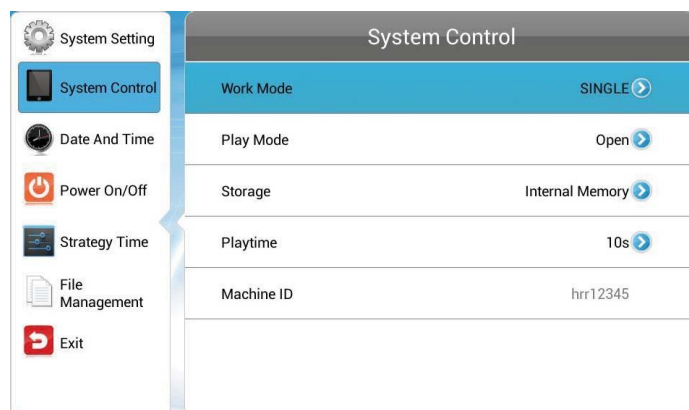 System Setting
System Control
Date And Time
Power On/Off
Strategy Time
File
Management
Exit
System Control
Work Mode SINGLE
Play Mode Open
Storage Internal Memory
Playtime 10s
Machine ID hrr12345